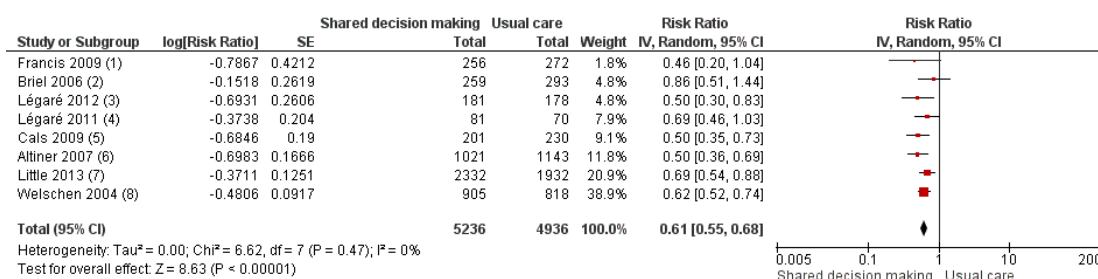 Shared decision making Usual care Risk Ratio Risk Ratio
Study or Subgroup log[Risk Ratio] SE Total Total Weight IV, Random, 95% CI IV, Random, 95% CI
Francis 2009 (1) -0.7867 0.4212 256 272 1.8% 0.46 [0.20, 1.04]
Briel 2006 (2) -0.1518 0.2619 259 293 4.8% 0.86 [0.51, 1.44]
Légaré 2012 (3) -0.6931 0.2606 181 178 4.8% 0.50 [0.30, 0.83]
Légaré 2011 (4) -0.3738 0.204 81 70 7.9% 0.69 [0.46, 1.03]
Cals 2009 (5) -0.6846 0.19 201 230 9.1% 0.50 [0.35, 0.73]
Altiner 2007 (6) -0.6983 0.1666 1021 1143 11.8% 0.50 [0.36, 0.69]
Little 2013 (7) -0.3711 0.1251 2332 1932 20.9% 0.69 [0.54, 0.88]
Welschen 2004 (8) -0.4806 0.0917 905 818 38.9% 0.62 [0.52, 0.74]
Total (95% CI) 5236 4936 100.0% 0.61 [0.55, 0.68]
Heterogeneity: Tau² = 0.00; Chi² = 6.62, df = 7 (P = 0.47); I² = 0%
Test for overall effect: Z = 8.63 (P < 0.00001)
0.005 0.1 1 10 200
Shared decision making Usual care